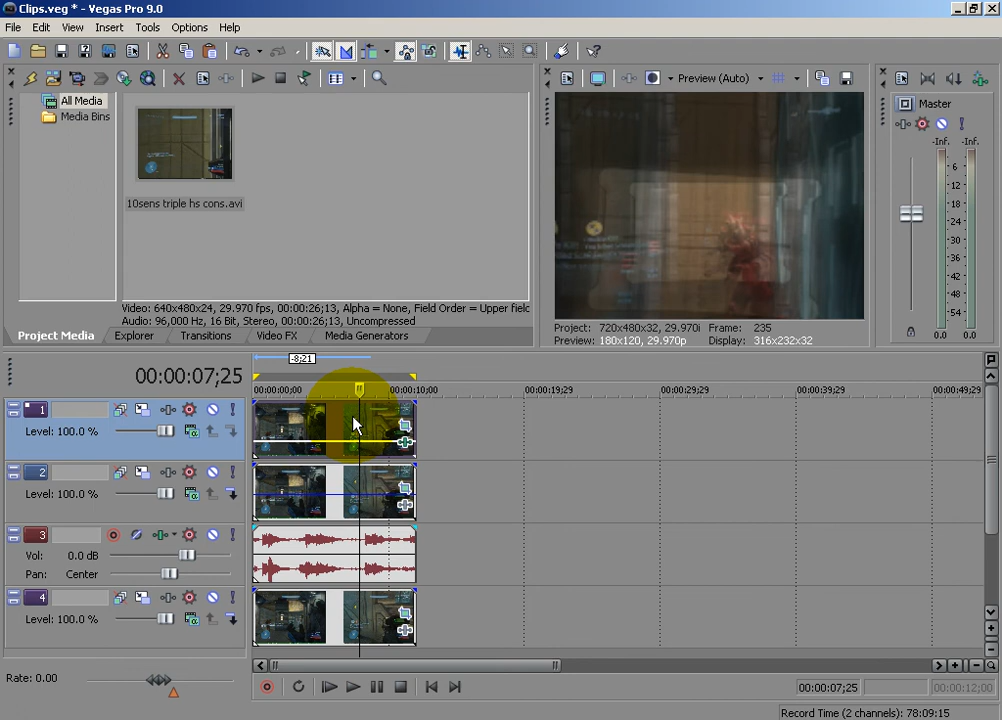 Clips.veg * - Vegas Pro 9.0
File Edit View Insert Tools Options Help
All Media
Media Bins
10sens triple hs cons.avi
Video: 640x480x24, 29.970 fps, 00:00:26;13, Alpha = None, Field Order = Upper field
Audio: 96,000 Hz, 16 Bit, Stereo, 00:00:26;13, Uncompressed
Project Media Explorer Transitions Video FX Media Generators
Preview (Auto)
Project: 720x480x32, 29.970i Frame: 235
Preview: 180x120, 29.970p Display: 316x232x32
Master
-Inf. -Inf.
6
12
18
24
30
36
42
48
54
0.0 0.0
-8;21
00:00:07;25
00:00:00;00 00:00:10;00 00:00:19;29 00:00:29;29 00:00:39;29 00:00:49;29
1
Level: 100.0 %
2
Level: 100.0 %
3
Vol: 0.0 dB
Pan: Center
4
Level: 100.0 %
Rate: 0.00
00:00:07;25 00:00:12;00
Record Time (2 channels): 78:09:15